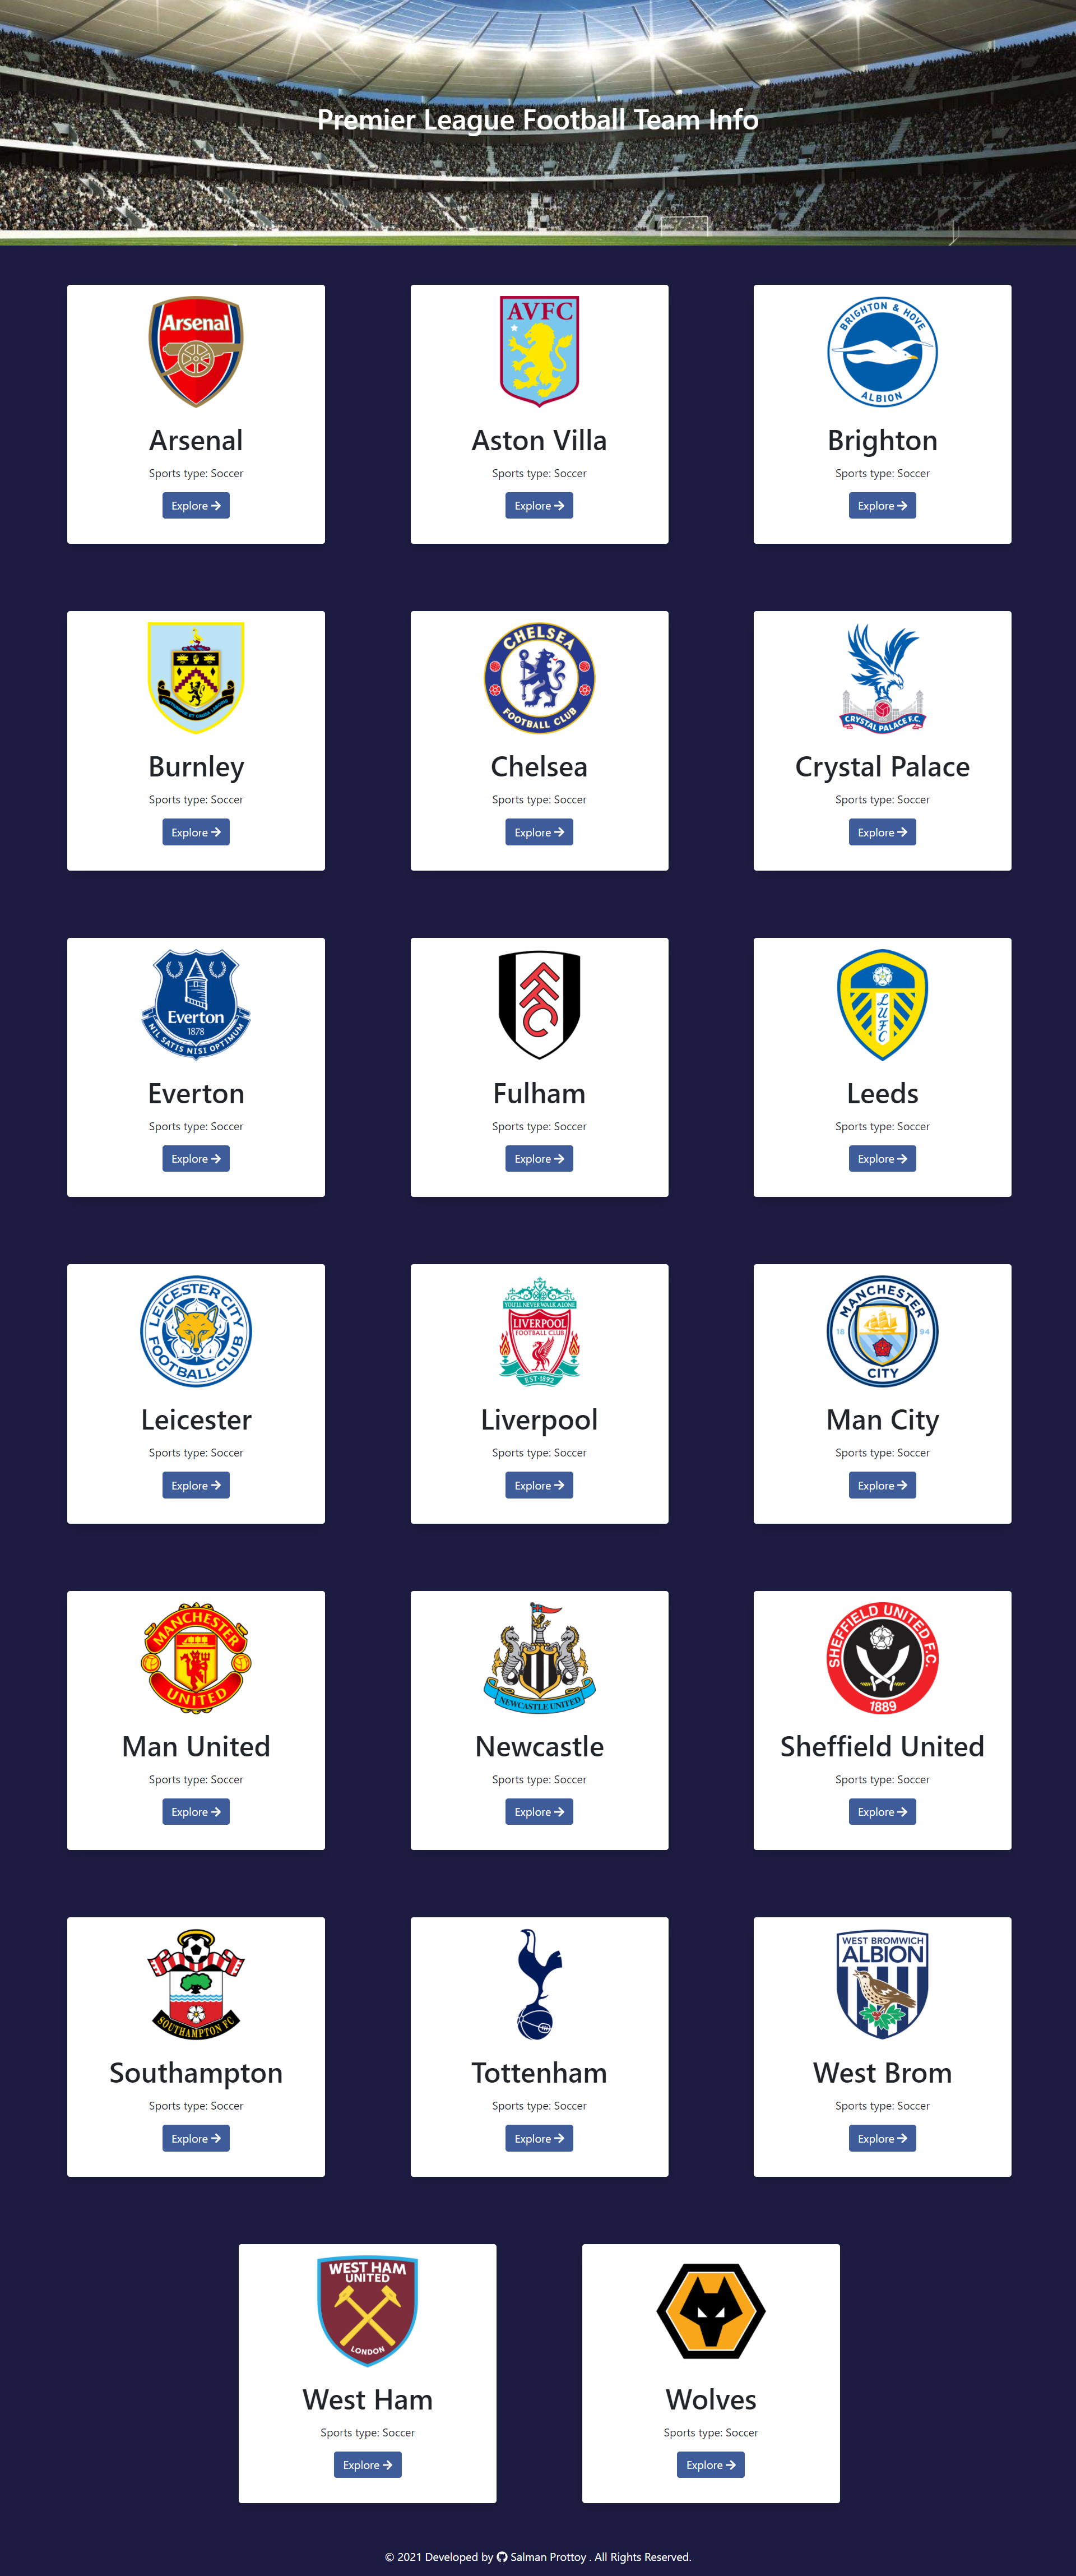 Premier League Football Team Info
Arsenal
AVFC
BRIGHTON & HOVE
ALBION
Arsenal
Aston Villa
Brighton
Sports type: Soccer
Sports type: Soccer
Sports type: Soccer
Explore
Explore
Explore
CHELSEA
FOOTBALL CLUB
CRYSTAL PALACE F.C.
Burnley
Chelsea
Crystal Palace
Sports type: Soccer
Sports type: Soccer
Sports type: Soccer
Explore
Explore
Explore
Everton
1878
NIL SATIS NISI OPTIMUM
FFC
LUFC
Everton
Fulham
Leeds
Sports type: Soccer
Sports type: Soccer
Sports type: Soccer
Explore
Explore
Explore
LEICESTER CITY
FOOTBALL CLUB
YOU'LL NEVER WALK ALONE
LIVERPOOL
FOOTBALL CLUB
EST·1892
MANCHESTER
18 94
CITY
Leicester
Liverpool
Man City
Sports type: Soccer
Sports type: Soccer
Sports type: Soccer
Explore
Explore
Explore
MANCHESTER
UNITED
NEWCASTLE UNITED
SHEFFIELD UNITED F.C.
1889
Man United
Newcastle
Sheffield United
Sports type: Soccer
Sports type: Soccer
Sports type: Soccer
Explore
Explore
Explore
SOUTHAMPTON FC
WEST BROMWICH
ALBION
Southampton
Tottenham
West Brom
Sports type: Soccer
Sports type: Soccer
Sports type: Soccer
Explore
Explore
Explore
WEST HAM
UNITED
LONDON
West Ham
Wolves
Sports type: Soccer
Sports type: Soccer
Explore
Explore
© 2021 Developed by Salman Prottoy . All Rights Reserved.